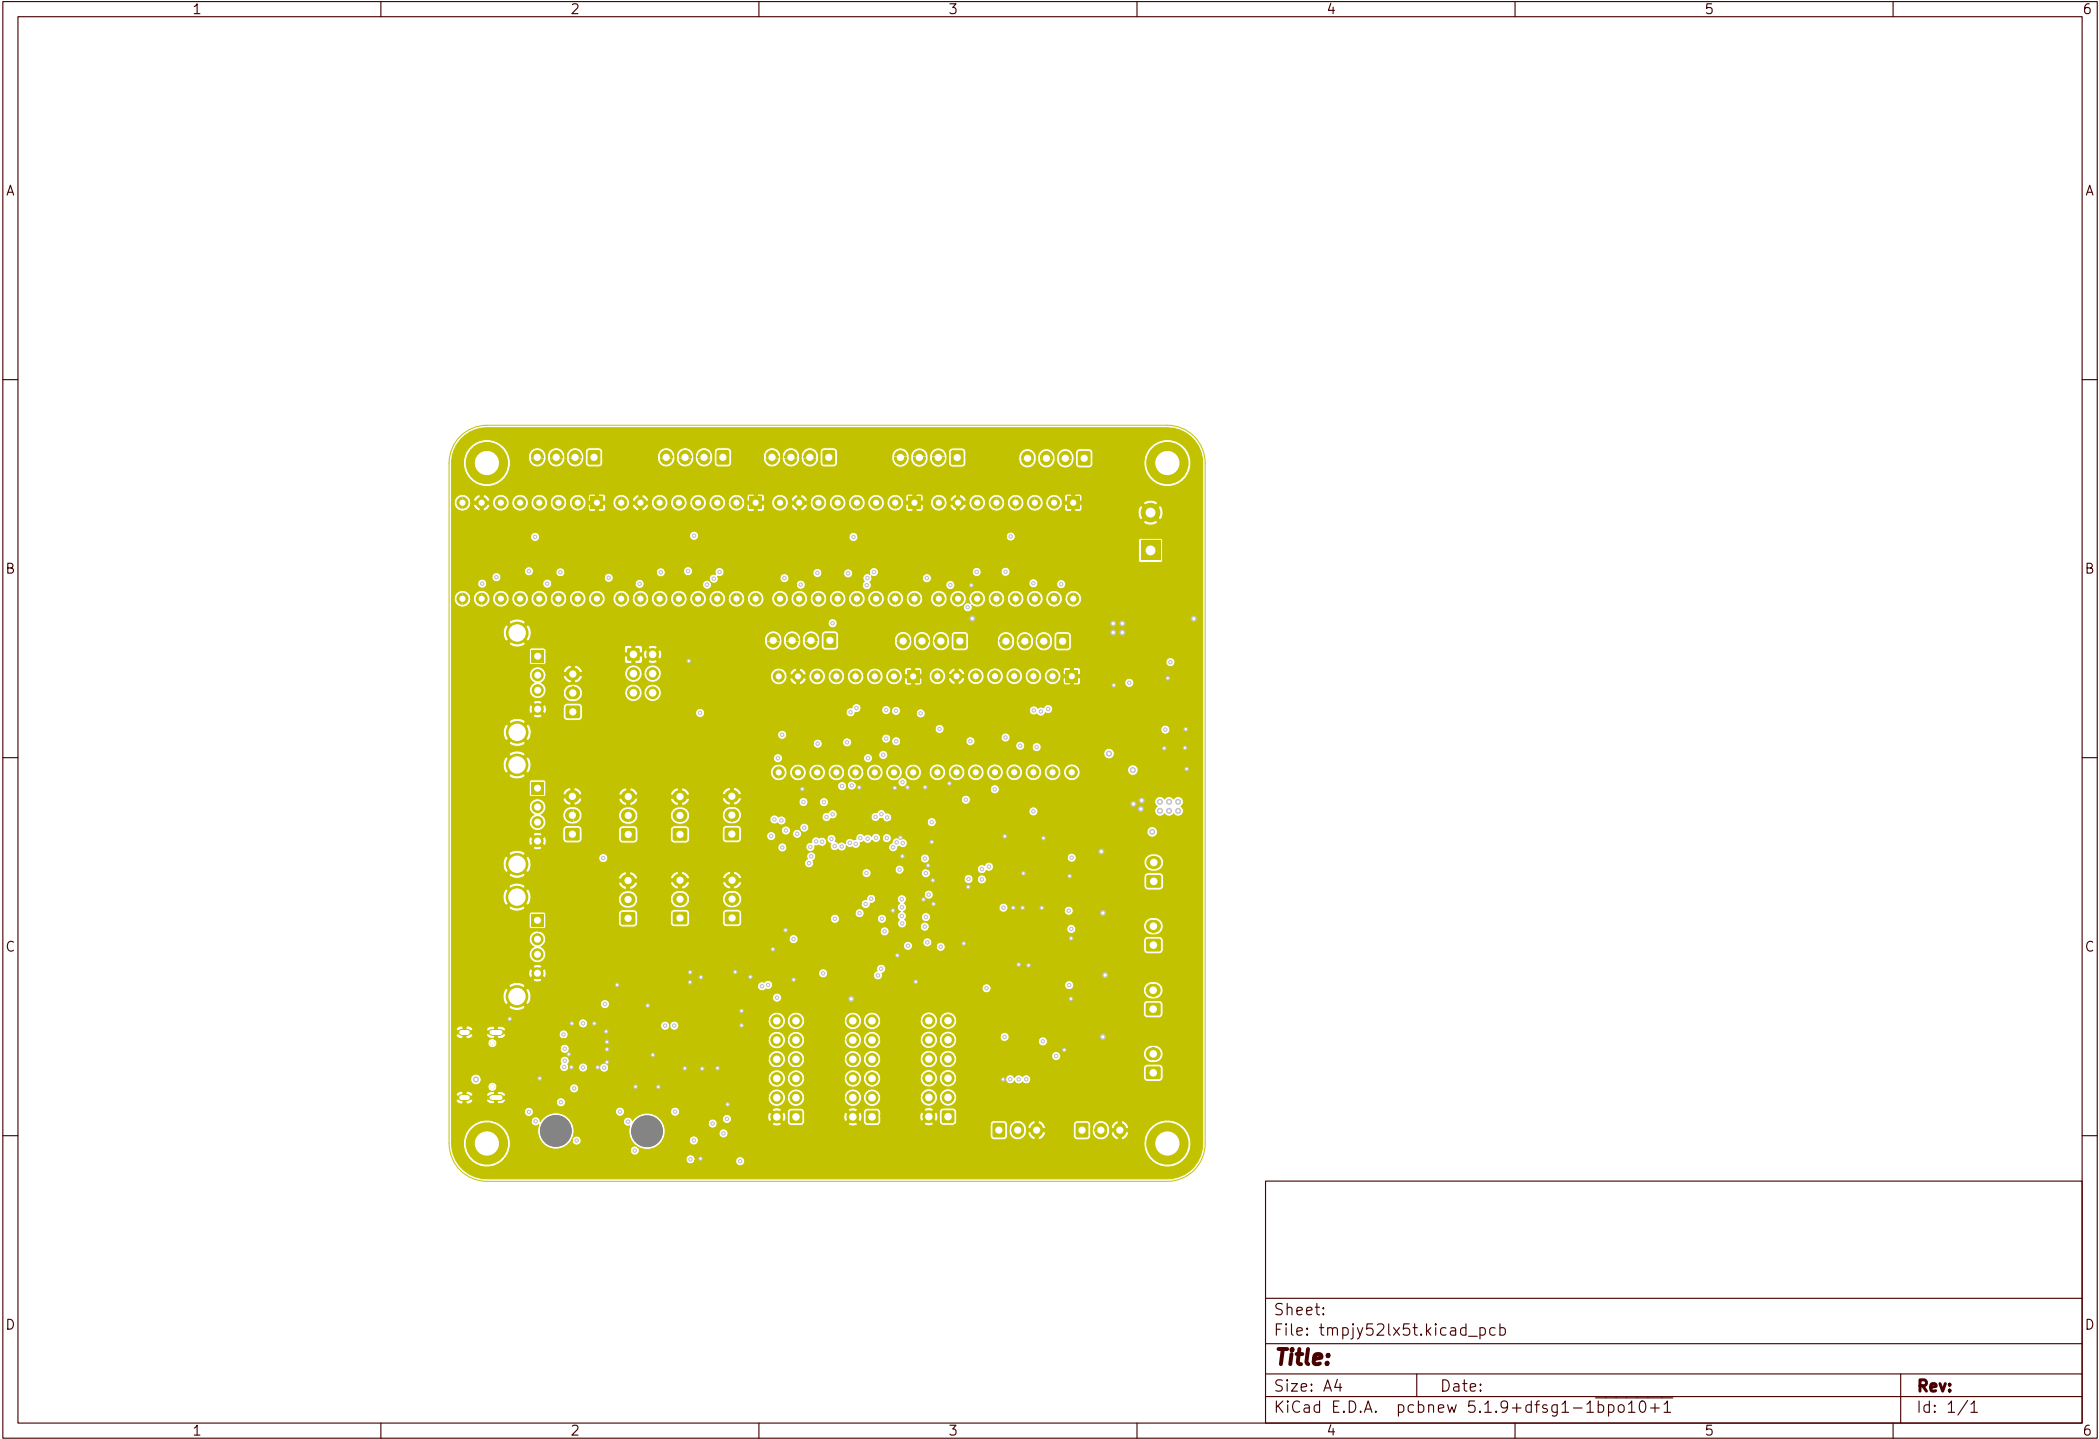 1 2 3 4 5 6
A A
B B
C C
D D
Sheet:
File: tmpjy52lx5t.kicad_pcb
Title:
Size: A4 Date: Rev:
KiCad E.D.A. pcbnew 5.1.9+dfsg1-1bpo10+1 Id: 1/1
1 2 3 4 5 6